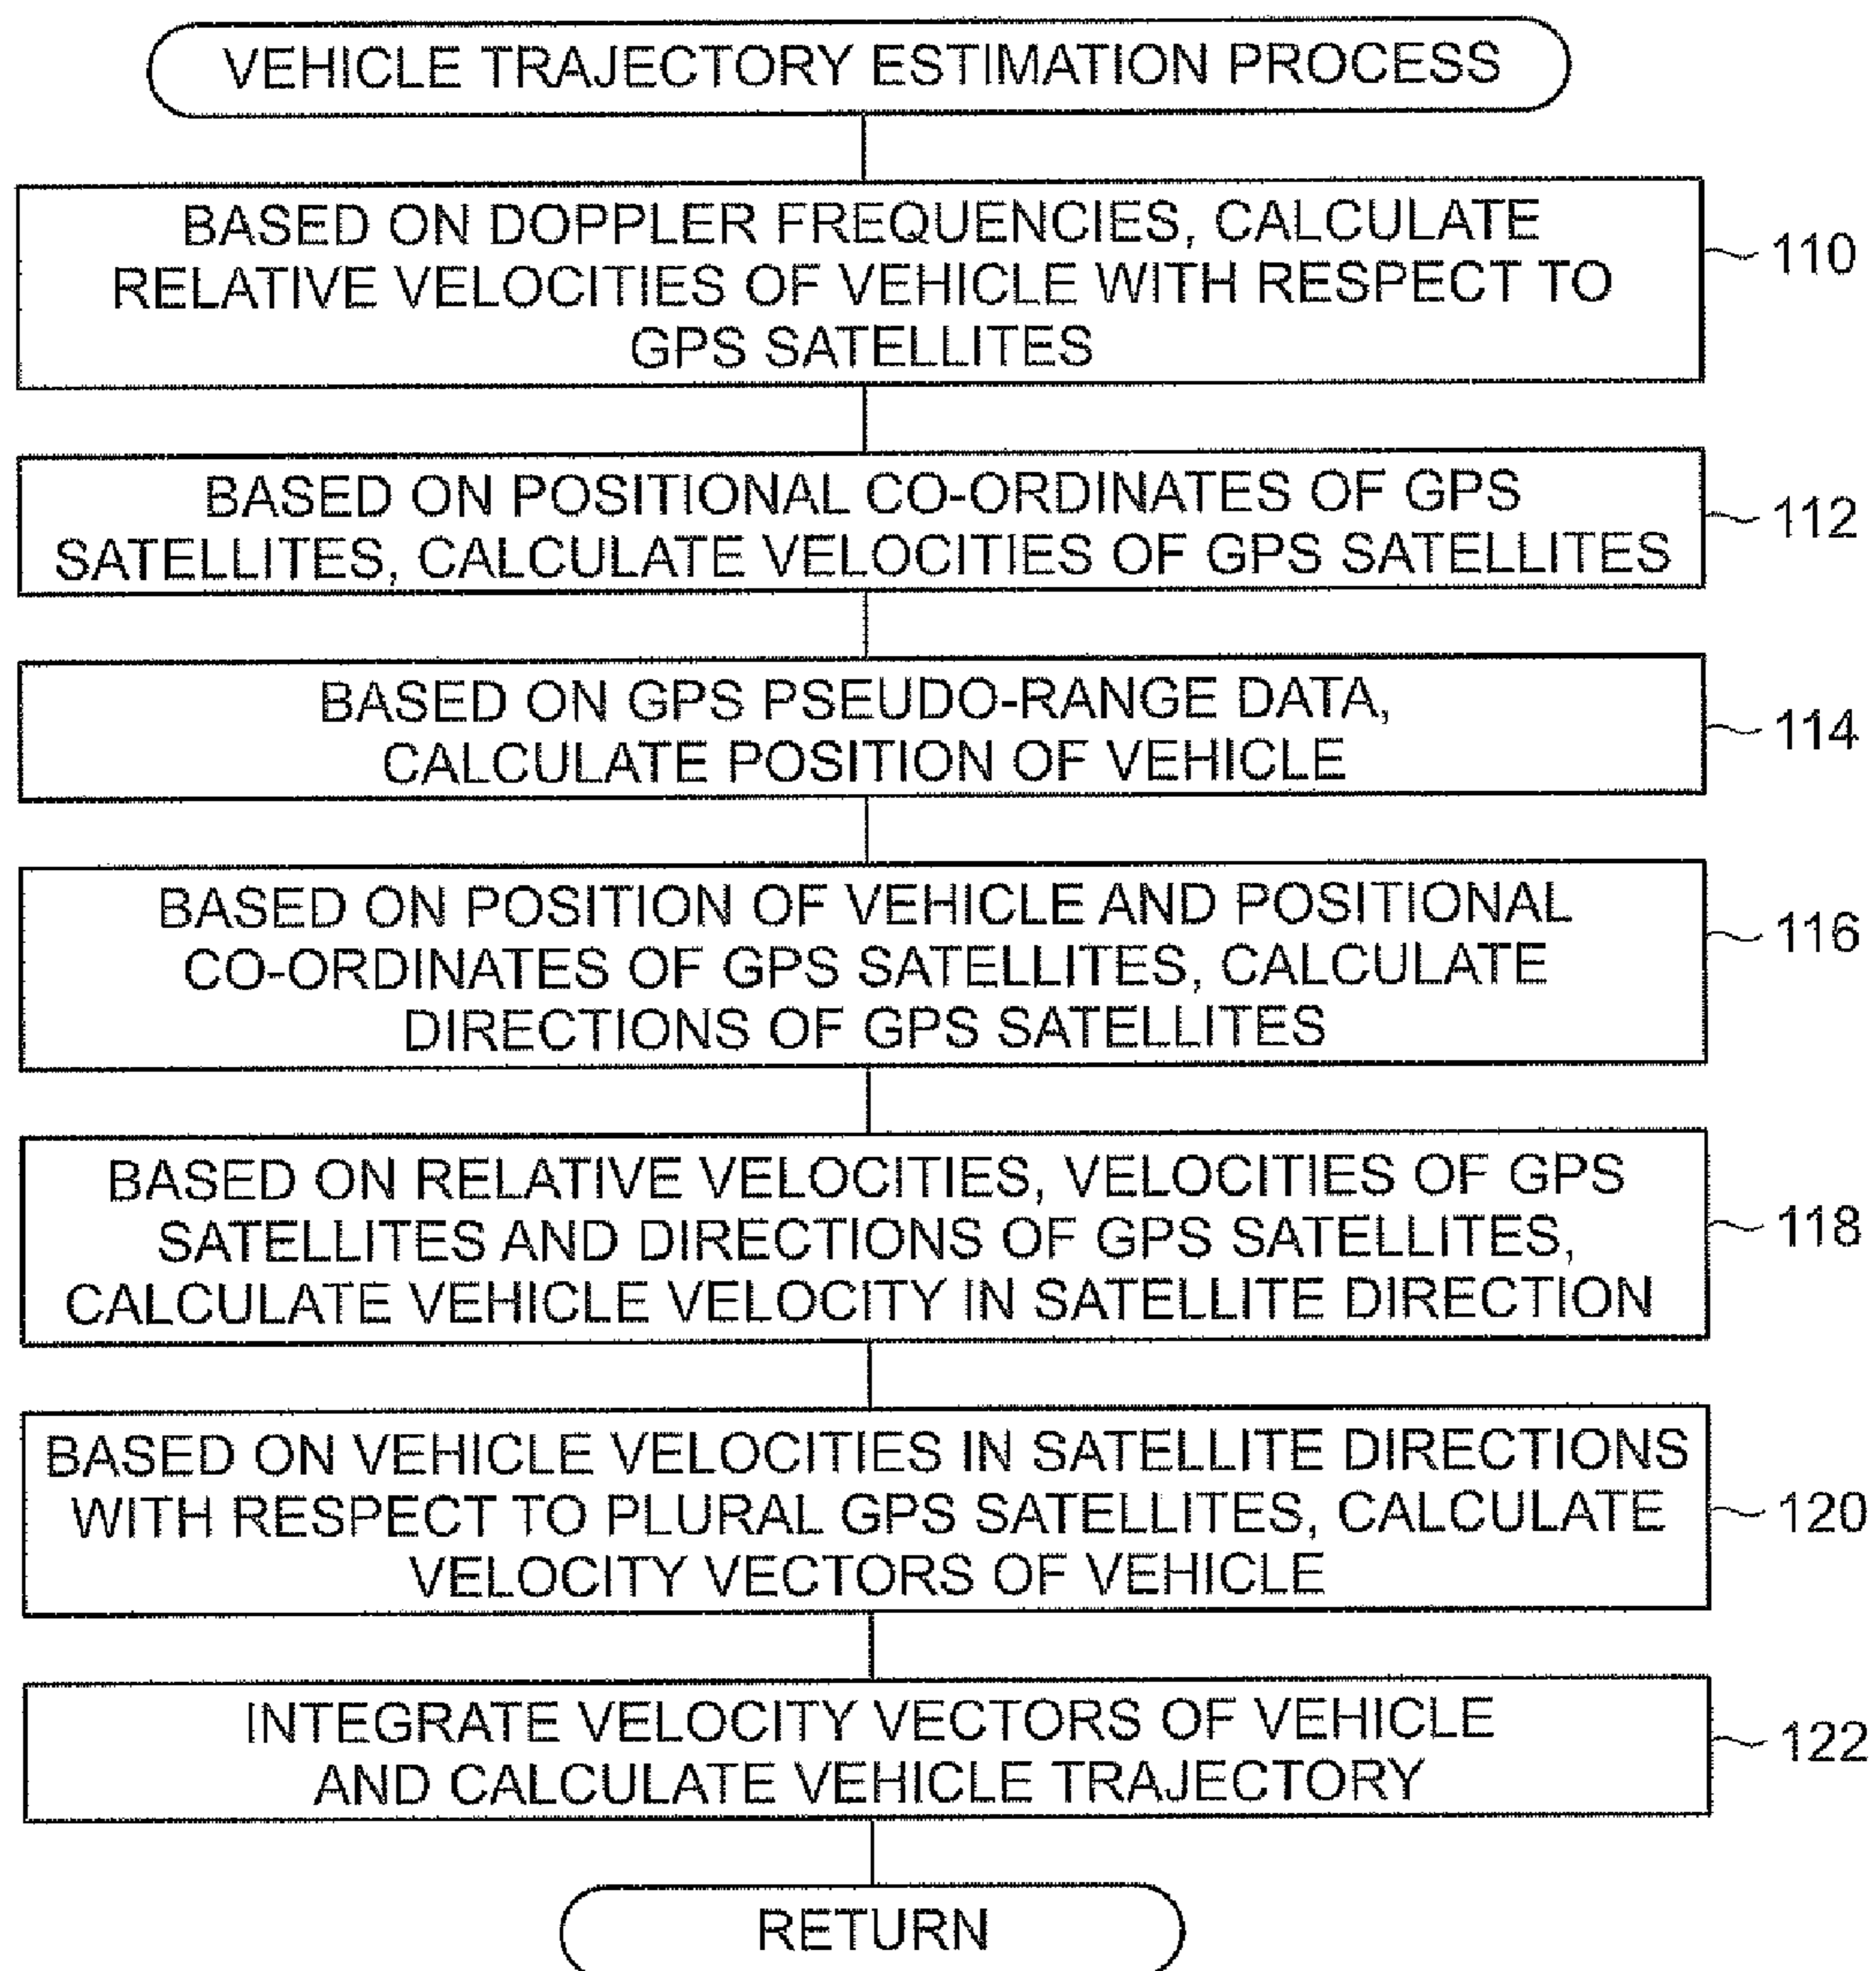 VEHICLE TRAJECTORY ESTIMATION PROCESS
BASED ON DOPPLER FREQUENCIES, CALCULATE
RELATIVE VELOCITIES OF VEHICLE WITH RESPECT TO
GPS SATELLITES
110
BASED ON POSITIONAL CO-ORDINATES OF GPS
SATELLITES, CALCULATE VELOCITIES OF GPS SATELLITES
112
BASED ON GPS PSEUDO-RANGE DATA,
CALCULATE POSITION OF VEHICLE
114
BASED ON POSITION OF VEHICLE AND POSITIONAL
CO-ORDINATES OF GPS SATELLITES, CALCULATE
DIRECTIONS OF GPS SATELLITES
116
BASED ON RELATIVE VELOCITIES, VELOCITIES OF GPS
SATELLITES AND DIRECTIONS OF GPS SATELLITES,
CALCULATE VEHICLE VELOCITY IN SATELLITE DIRECTION
118
BASED ON VEHICLE VELOCITIES IN SATELLITE DIRECTIONS
WITH RESPECT TO PLURAL GPS SATELLITES, CALCULATE
VELOCITY VECTORS OF VEHICLE
120
INTEGRATE VELOCITY VECTORS OF VEHICLE
AND CALCULATE VEHICLE TRAJECTORY
122
RETURN